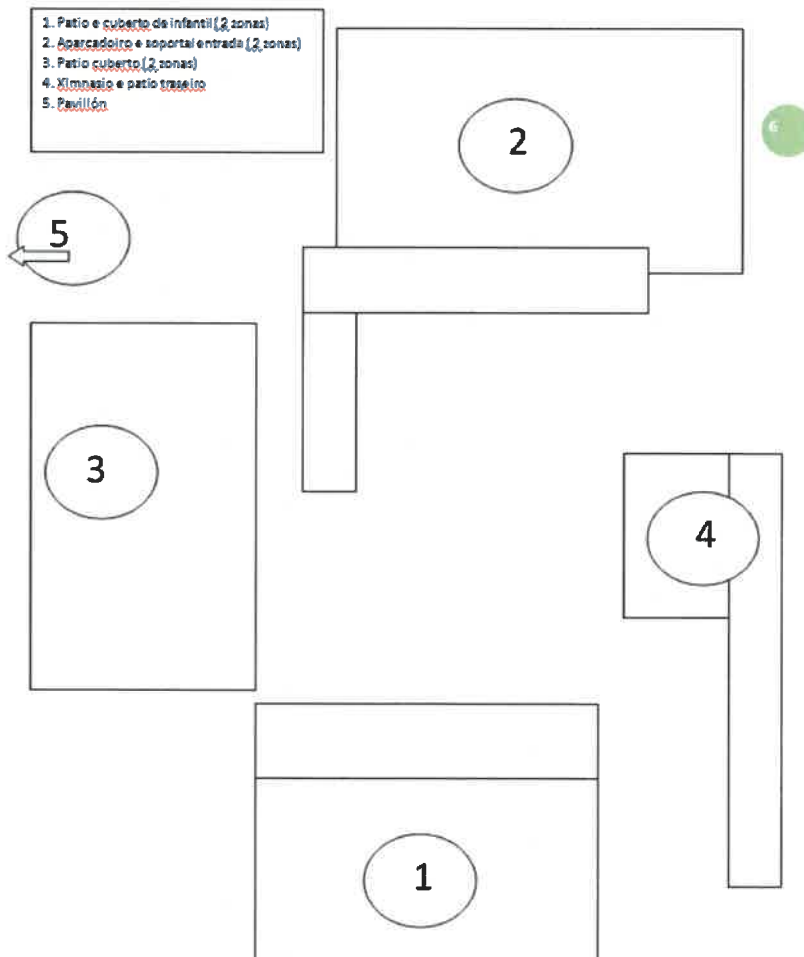 1. Patio e cuberto de infantil (2 zonas)
2. Aparcadoiro e soportal entrada (2 zonas)
3. Patio cuberto (2 zonas)
4. Ximnasio e patio traseiro
5. Pavillón
6
2
5
3
4
1